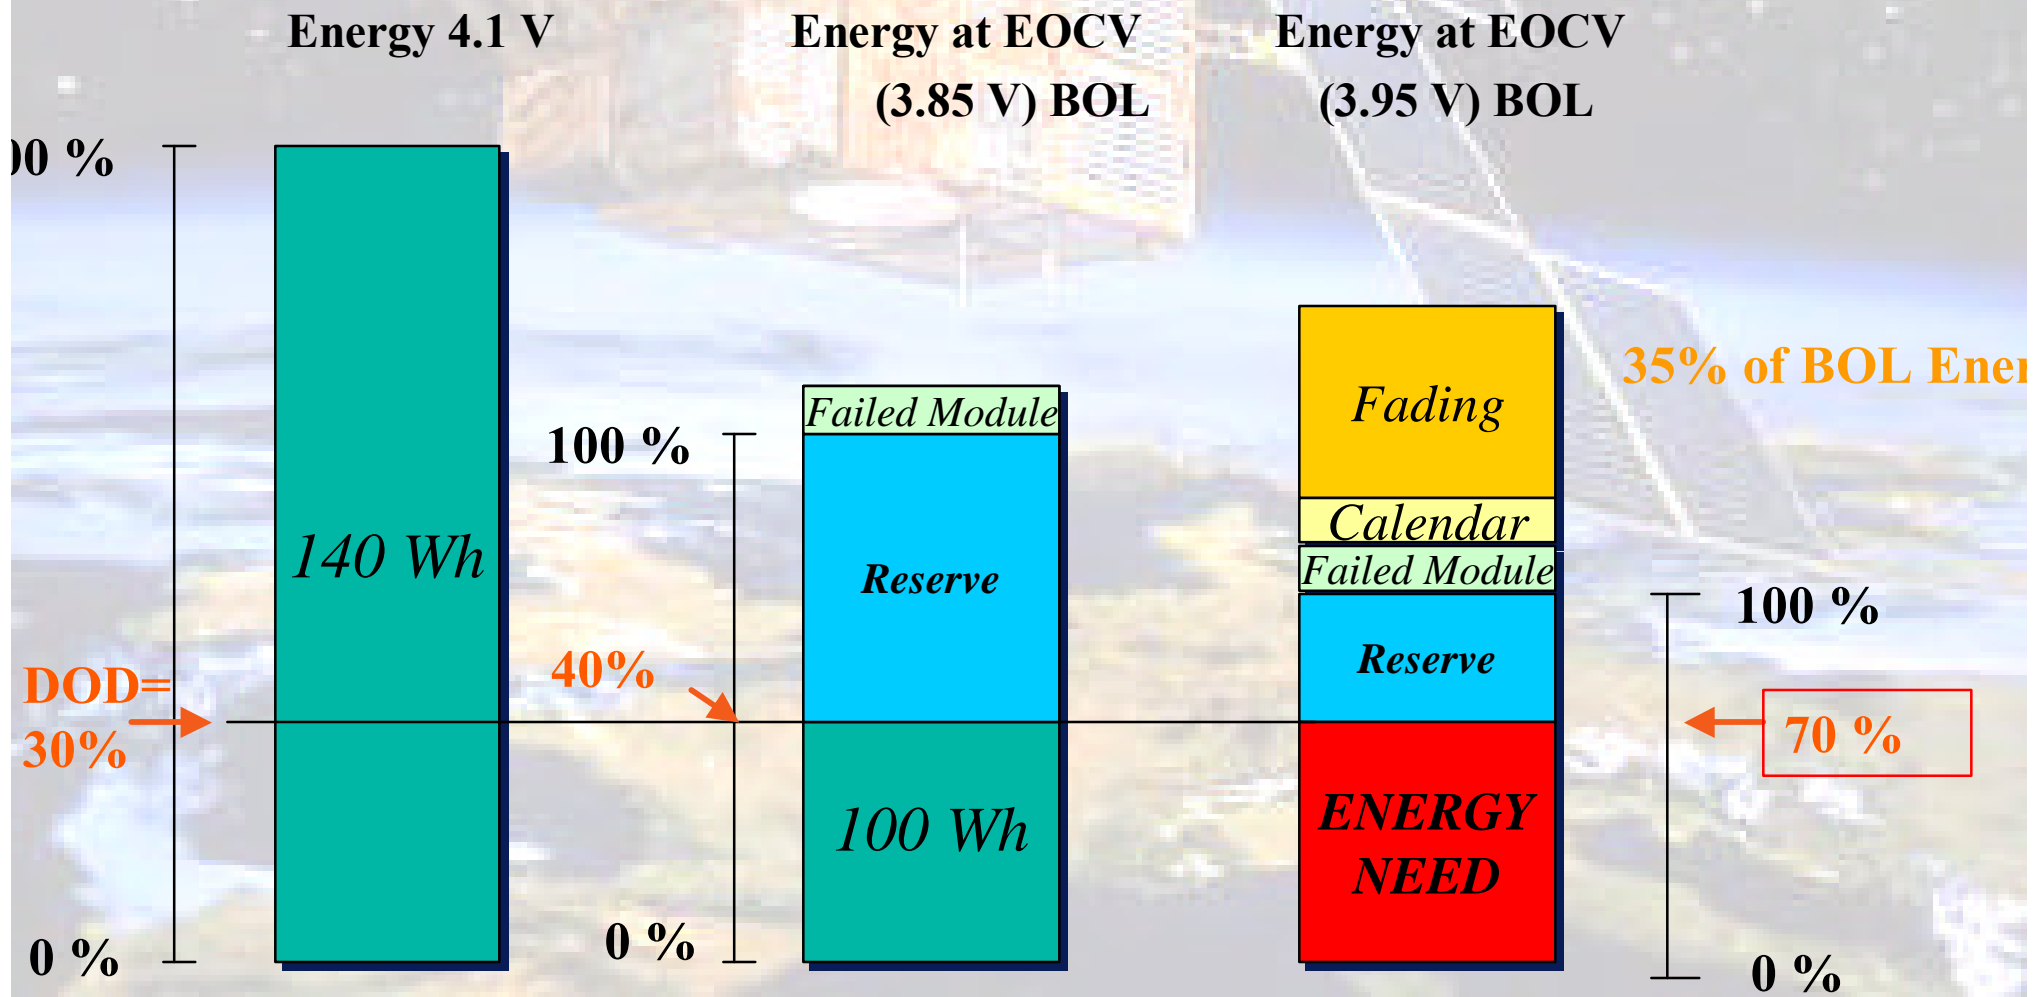 Energy 4.1 V
Energy at EOCV
(3.85 V) BOL
Energy at EOCV
(3.95 V) BOL
00 %
140 Wh
DOD=
30%
0 %
100 %
40%
0 %
Failed Module
Reserve
100 Wh
Fading
Calendar
Failed Module
Reserve
ENERGY
NEED
35% of BOL
100 %
70 %
0 %